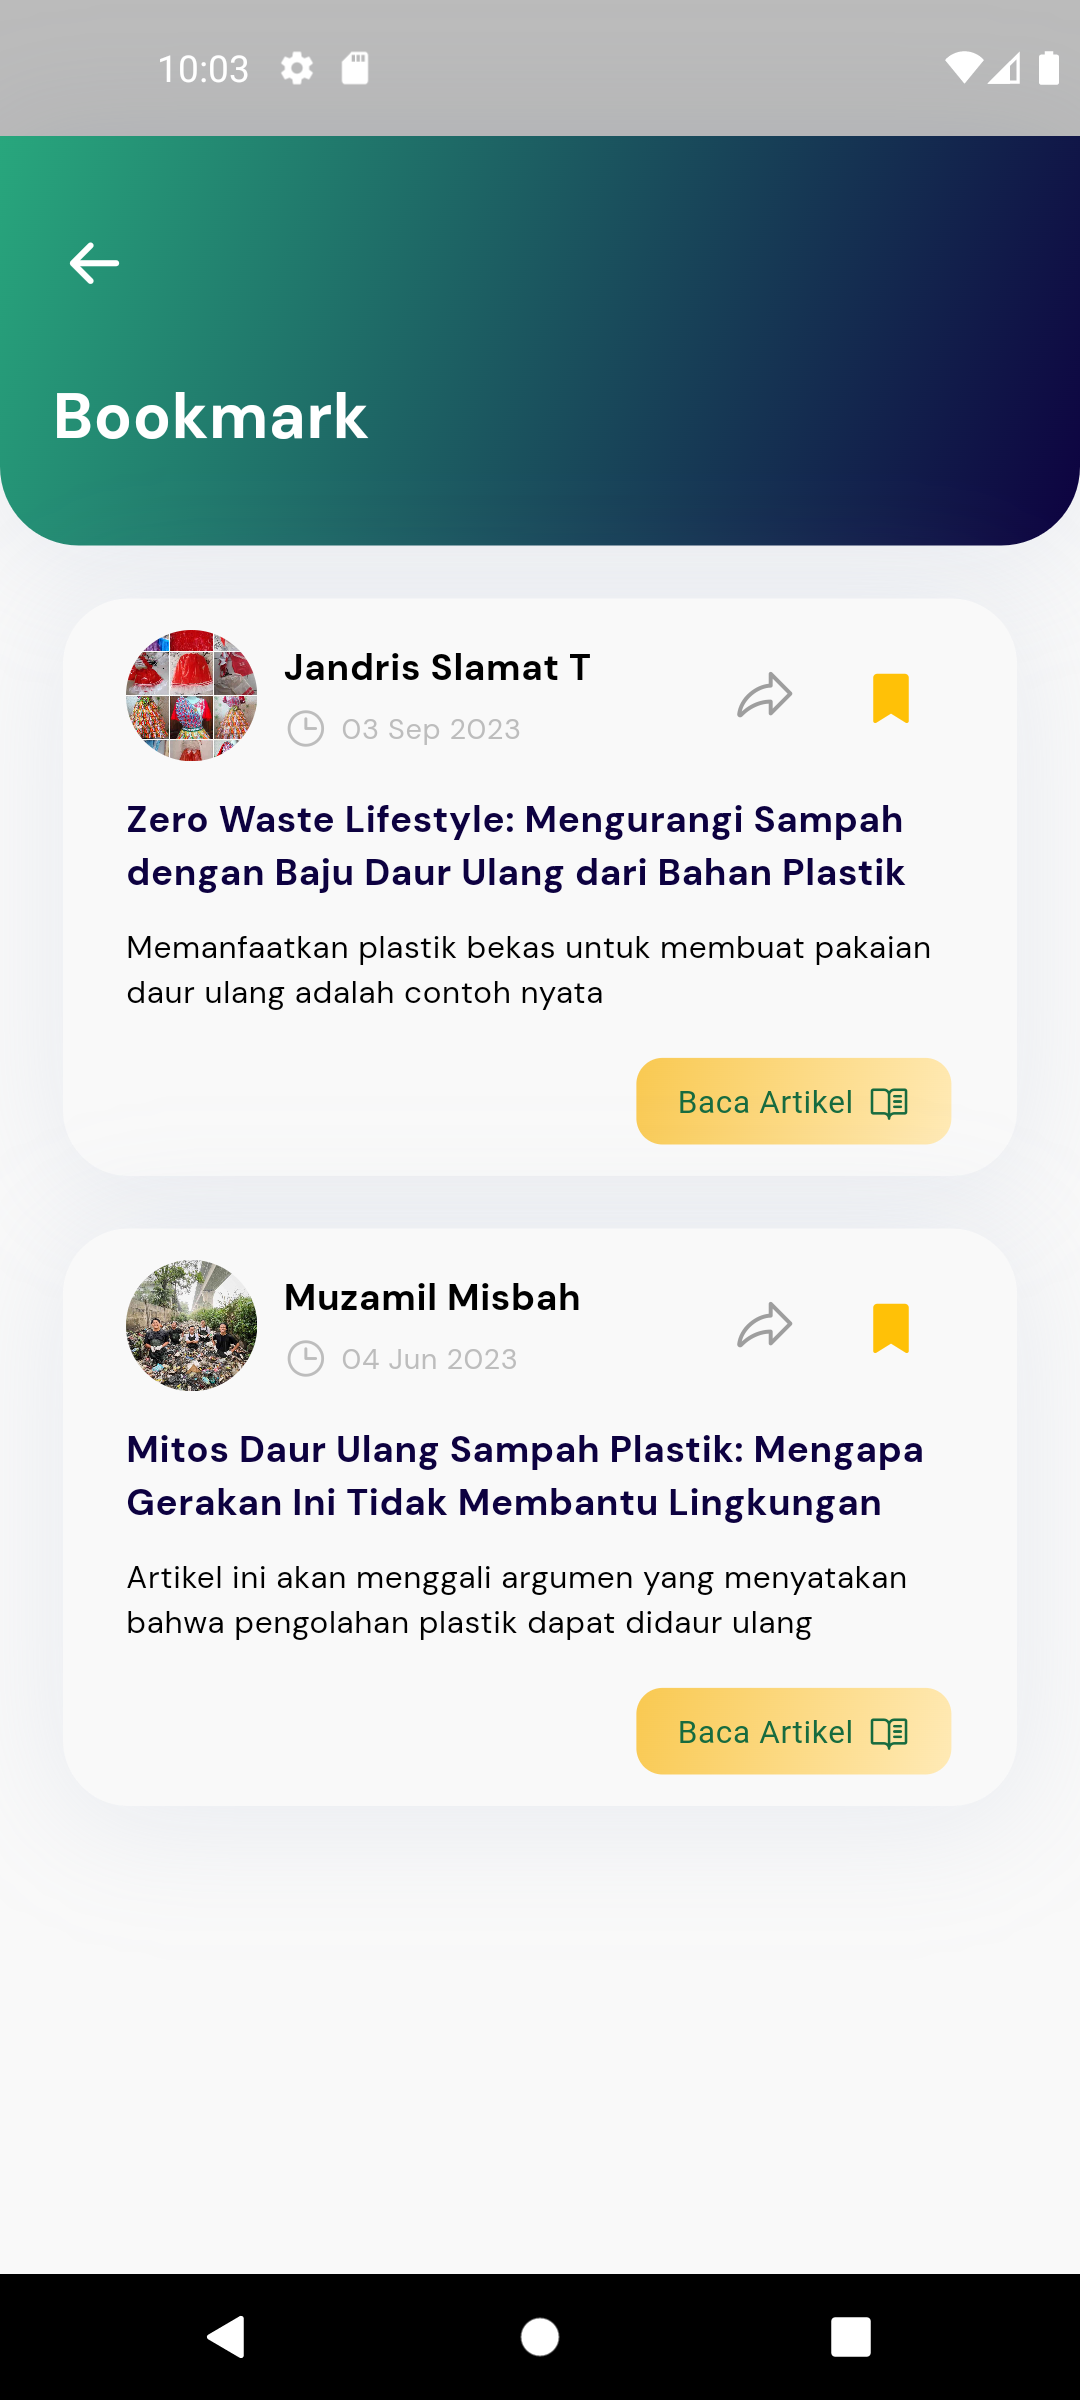 10:03
Bookmark
Jandris Slamat T
03 Sep 2023
Zero Waste Lifestyle: Mengurangi Sampah
dengan Baju Daur Ulang dari Bahan Plastik
Memanfaatkan plastik bekas untuk membuat pakaian
daur ulang adalah contoh nyata
Baca Artikel
Muzamil Misbah
04 Jun 2023
Mitos Daur Ulang Sampah Plastik: Mengapa
Gerakan Ini Tidak Membantu Lingkungan
Artikel ini akan menggali argumen yang menyatakan
bahwa pengolahan plastik dapat didaur ulang
Baca Artikel